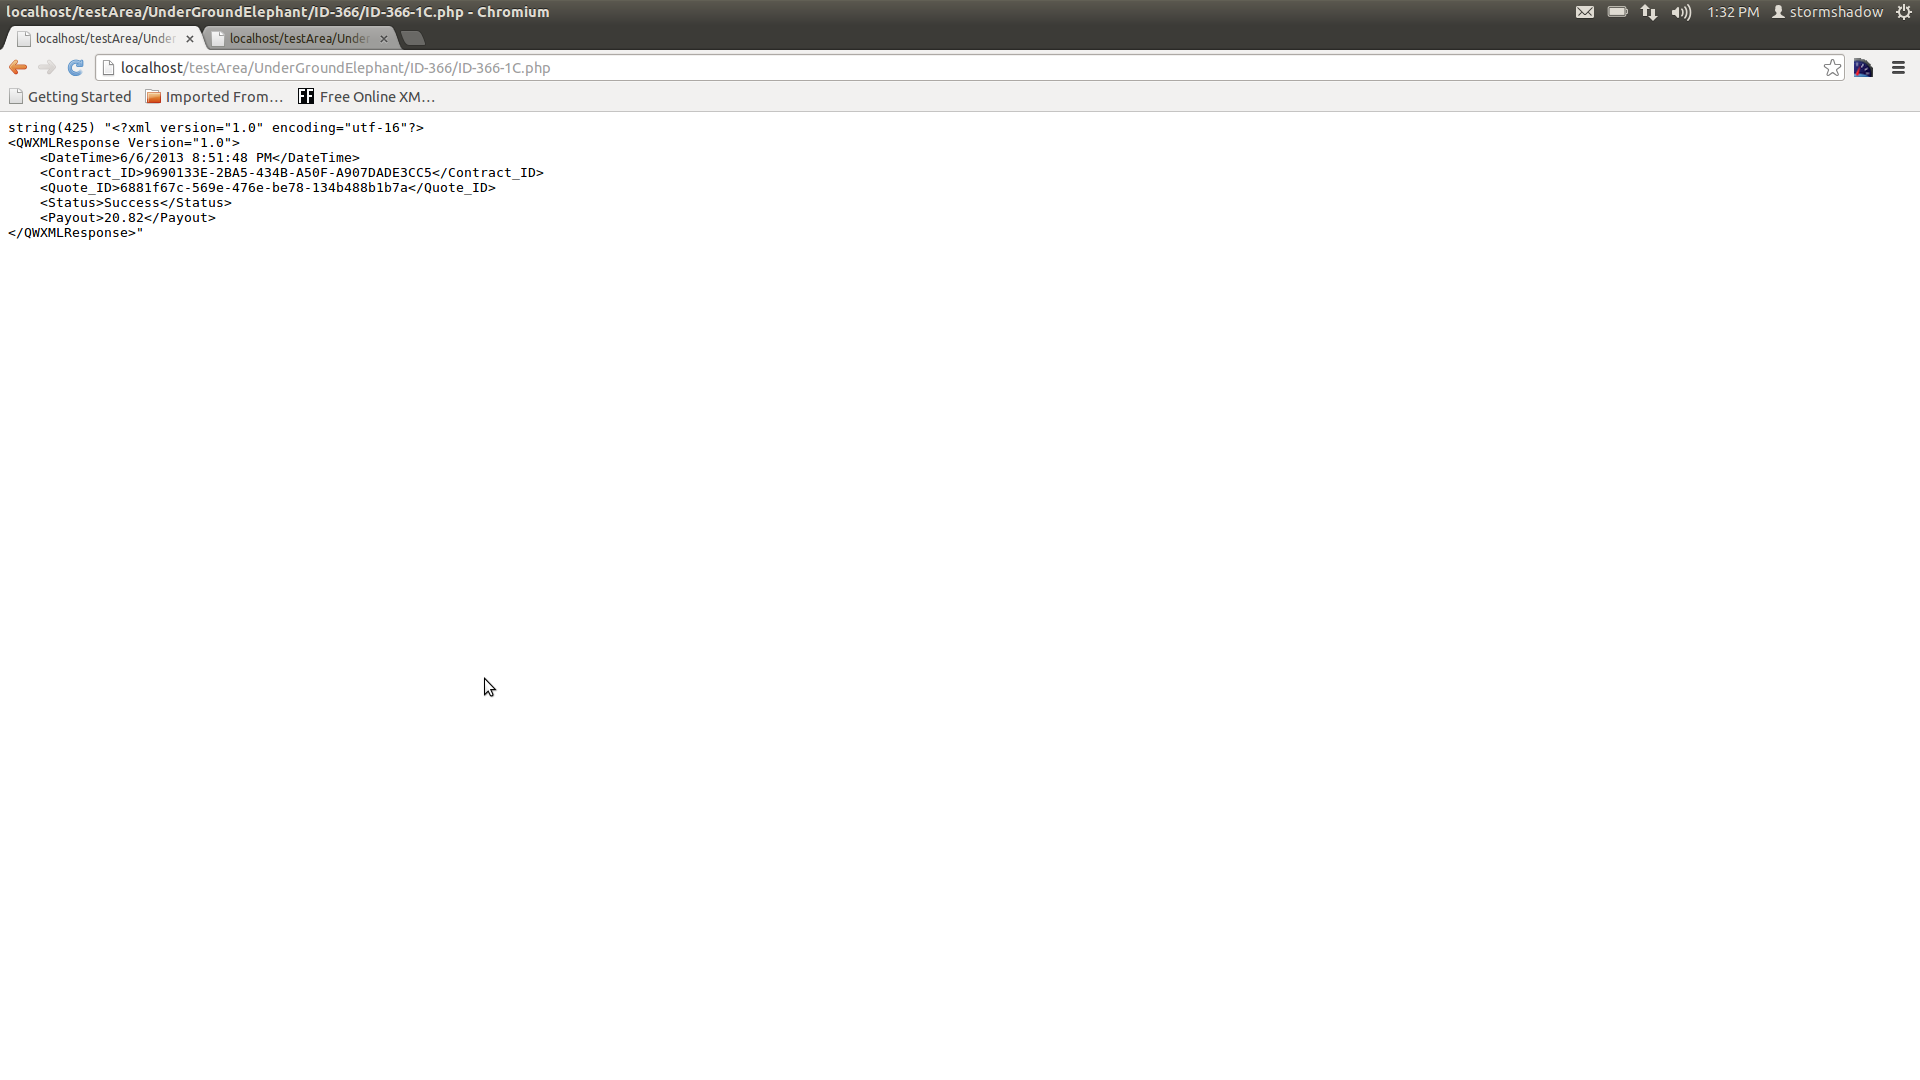 localhost/testArea/UnderGroundElephant/ID-366/ID-366-1C.php - Chromium
1:32 PM stormshadow
localhost/testArea/Under
localhost/testArea/Under
localhost/testArea/UnderGroundElephant/ID-366/ID-366-1C.php
Getting Started Imported From... FF Free Online XM...
string(425) "<?xml version="1.0" encoding="utf-16"?>
<QWXMLResponse Version="1.0">
    <DateTime>6/6/2013 8:51:48 PM</DateTime>
    <Contract_ID>9690133E-2BA5-434B-A50F-A907DADE3CC5</Contract_ID>
    <Quote_ID>6881f67c-569e-476e-be78-134b488b1b7a</Quote_ID>
    <Status>Success</Status>
    <Payout>20.82</Payout>
</QWXMLResponse>"